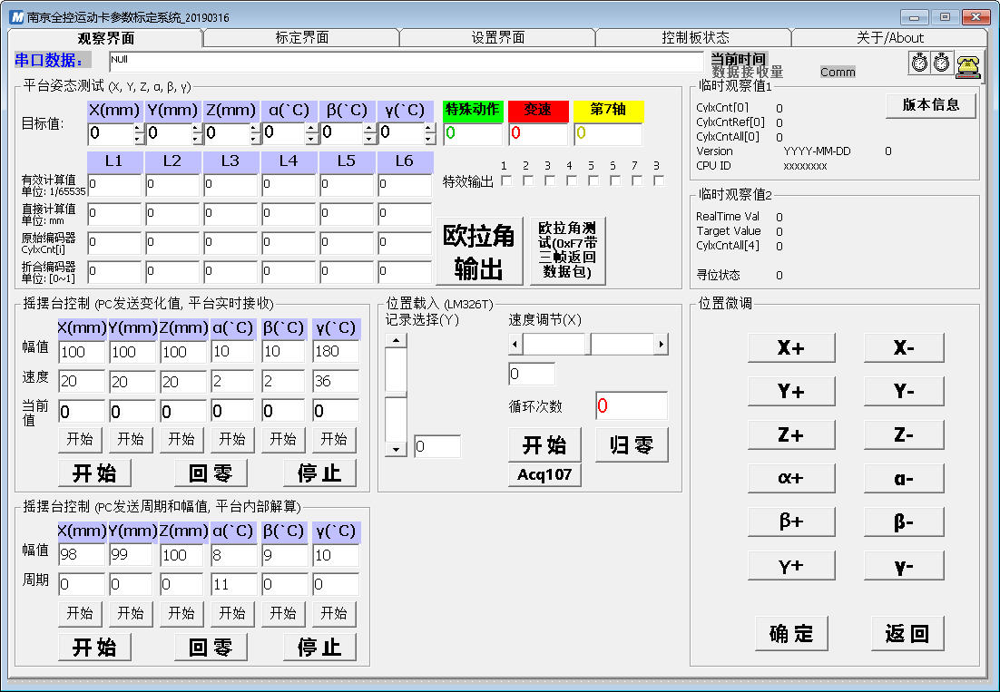 南京全控运动卡参数标定系统_20190316
观察界面 标定界面 设置界面 控制板状态 关于/About
串口数据: Null 当前时间
数据接收量 Comm
平台姿态测试 (X, Y, Z, α, β, γ)
X(mm) Y(mm) Z(mm) α(`C) β(`C) γ(`C) 特殊动作 变速 第7轴
目标值: 0 0 0 0 0 0 0 0 0
L1 L2 L3 L4 L5 L6
1 2 3 4 5 6 7 3
特效输出
有效计算值
单位: 1/65535
0 0 0 0 0 0
直接计算值
单位: mm
0 0 0 0 0 0
原始编码器
CylxCnt[i]
0 0 0 0 0 0
折合编码器
单位: [0~1]
0 0 0 0 0 0
欧拉角
输出
欧拉角测
试(0xF7带
三帧返回
数据包)
临时观察值1
CylxCnt[0] 0
CylxCntRef[0] 0
CylxCntAll[0] 0
Version YYYY-MM-DD 0
CPU ID xxxxxxxx
版本信息
临时观察值2
RealTime Val 0
Target Value 0
CylxCntAll[4] 0
寻位状态 0
摇摆台控制 (PC发送变化值, 平台实时接收)
X(mm) Y(mm) Z(mm) α(`C) β(`C) γ(`C)
幅值 100 100 100 10 10 180
速度 20 20 20 2 2 36
当前
值
0 0 0 0 0 0
开始 开始 开始 开始 开始 开始
开始 回零 停止
位置载入 (LM326T)
记录选择(Y) 速度调节(X)
0
循环次数 0
0
开始 归零
Acq107
位置微调
X+ X-
Y+ Y-
Z+ Z-
α+ α-
β+ β-
γ+ γ-
确定 返回
摇摆台控制 (PC发送周期和幅值, 平台内部解算)
X(mm) Y(mm) Z(mm) α(`C) β(`C) γ(`C)
幅值 98 99 100 8 9 10
周期 0 0 0 11 0 0
开始 开始 开始 开始 开始 开始
开始 回零 停止